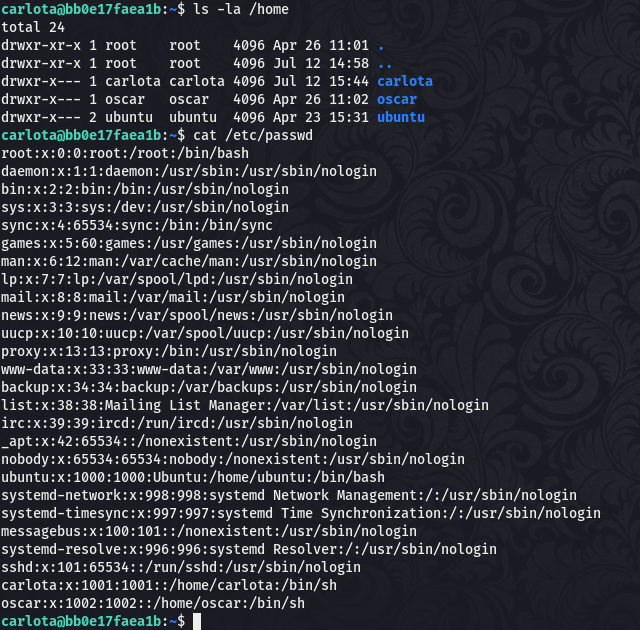 carlota@bb0e17faea1b:~$ ls -la /home
total 24
drwxr-xr-x 1 root    root    4096 Apr 26 11:01 .
drwxr-xr-x 1 root    root    4096 Jul 12 14:58 ..
drwxr-x--- 1 carlota carlota 4096 Jul 12 15:44 carlota
drwxr-x--- 1 oscar   oscar   4096 Apr 26 11:02 oscar
drwxr-x--- 2 ubuntu  ubuntu  4096 Apr 23 15:31 ubuntu
carlota@bb0e17faea1b:~$ cat /etc/passwd
root:x:0:0:root:/root:/bin/bash
daemon:x:1:1:daemon:/usr/sbin:/usr/sbin/nologin
bin:x:2:2:bin:/bin:/usr/sbin/nologin
sys:x:3:3:sys:/dev:/usr/sbin/nologin
sync:x:4:65534:sync:/bin:/bin/sync
games:x:5:60:games:/usr/games:/usr/sbin/nologin
man:x:6:12:man:/var/cache/man:/usr/sbin/nologin
lp:x:7:7:lp:/var/spool/lpd:/usr/sbin/nologin
mail:x:8:8:mail:/var/mail:/usr/sbin/nologin
news:x:9:9:news:/var/spool/news:/usr/sbin/nologin
uucp:x:10:10:uucp:/var/spool/uucp:/usr/sbin/nologin
proxy:x:13:13:proxy:/bin:/usr/sbin/nologin
www-data:x:33:33:www-data:/var/www:/usr/sbin/nologin
backup:x:34:34:backup:/var/backups:/usr/sbin/nologin
list:x:38:38:Mailing List Manager:/var/list:/usr/sbin/nologin
irc:x:39:39:ircd:/run/ircd:/usr/sbin/nologin
_apt:x:42:65534::/nonexistent:/usr/sbin/nologin
nobody:x:65534:65534:nobody:/nonexistent:/usr/sbin/nologin
ubuntu:x:1000:1000:Ubuntu:/home/ubuntu:/bin/bash
systemd-network:x:998:998:systemd Network Management:/:/usr/sbin/nologin
systemd-timesync:x:997:997:systemd Time Synchronization:/:/usr/sbin/nologin
messagebus:x:100:101::/nonexistent:/usr/sbin/nologin
systemd-resolve:x:996:996:systemd Resolver:/:/usr/sbin/nologin
sshd:x:101:65534::/run/sshd:/usr/sbin/nologin
carlota:x:1001:1001::/home/carlota:/bin/sh
oscar:x:1002:1002::/home/oscar:/bin/sh
carlota@bb0e17faea1b:~$